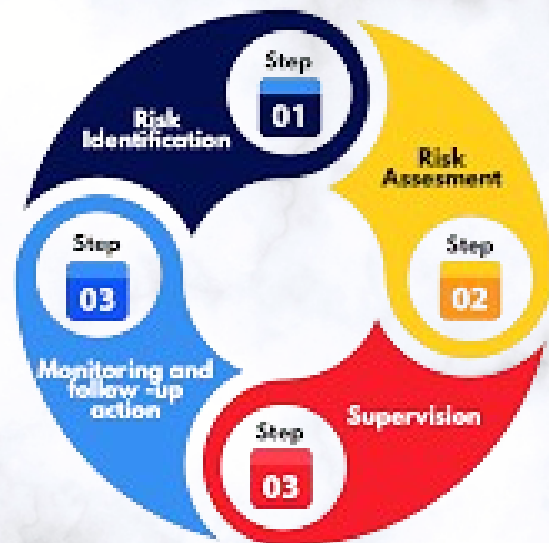 Step
01
Risk
Identification
Risk
Assesment
Step
02
Supervision
Step
03
Step
03
Monitoring and
follow -up
action